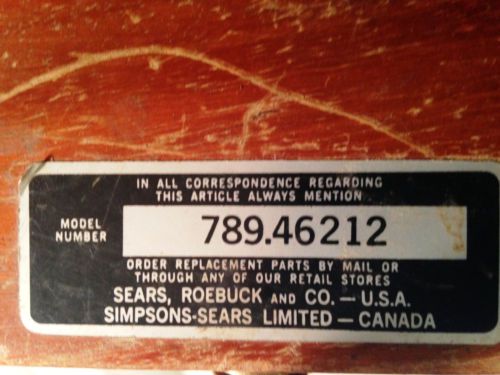 IN ALL CORRESPONDENCE REGARDING
THIS ARTICLE ALWAYS MENTION
MODEL
NUMBER
789.46212
ORDER REPLACEMENT PARTS BY MAIL OR
THROUGH ANY OF OUR RETAIL STORES
SEARS, ROEBUCK AND CO. — U.S.A.
SIMPSONS-SEARS LIMITED — CANADA